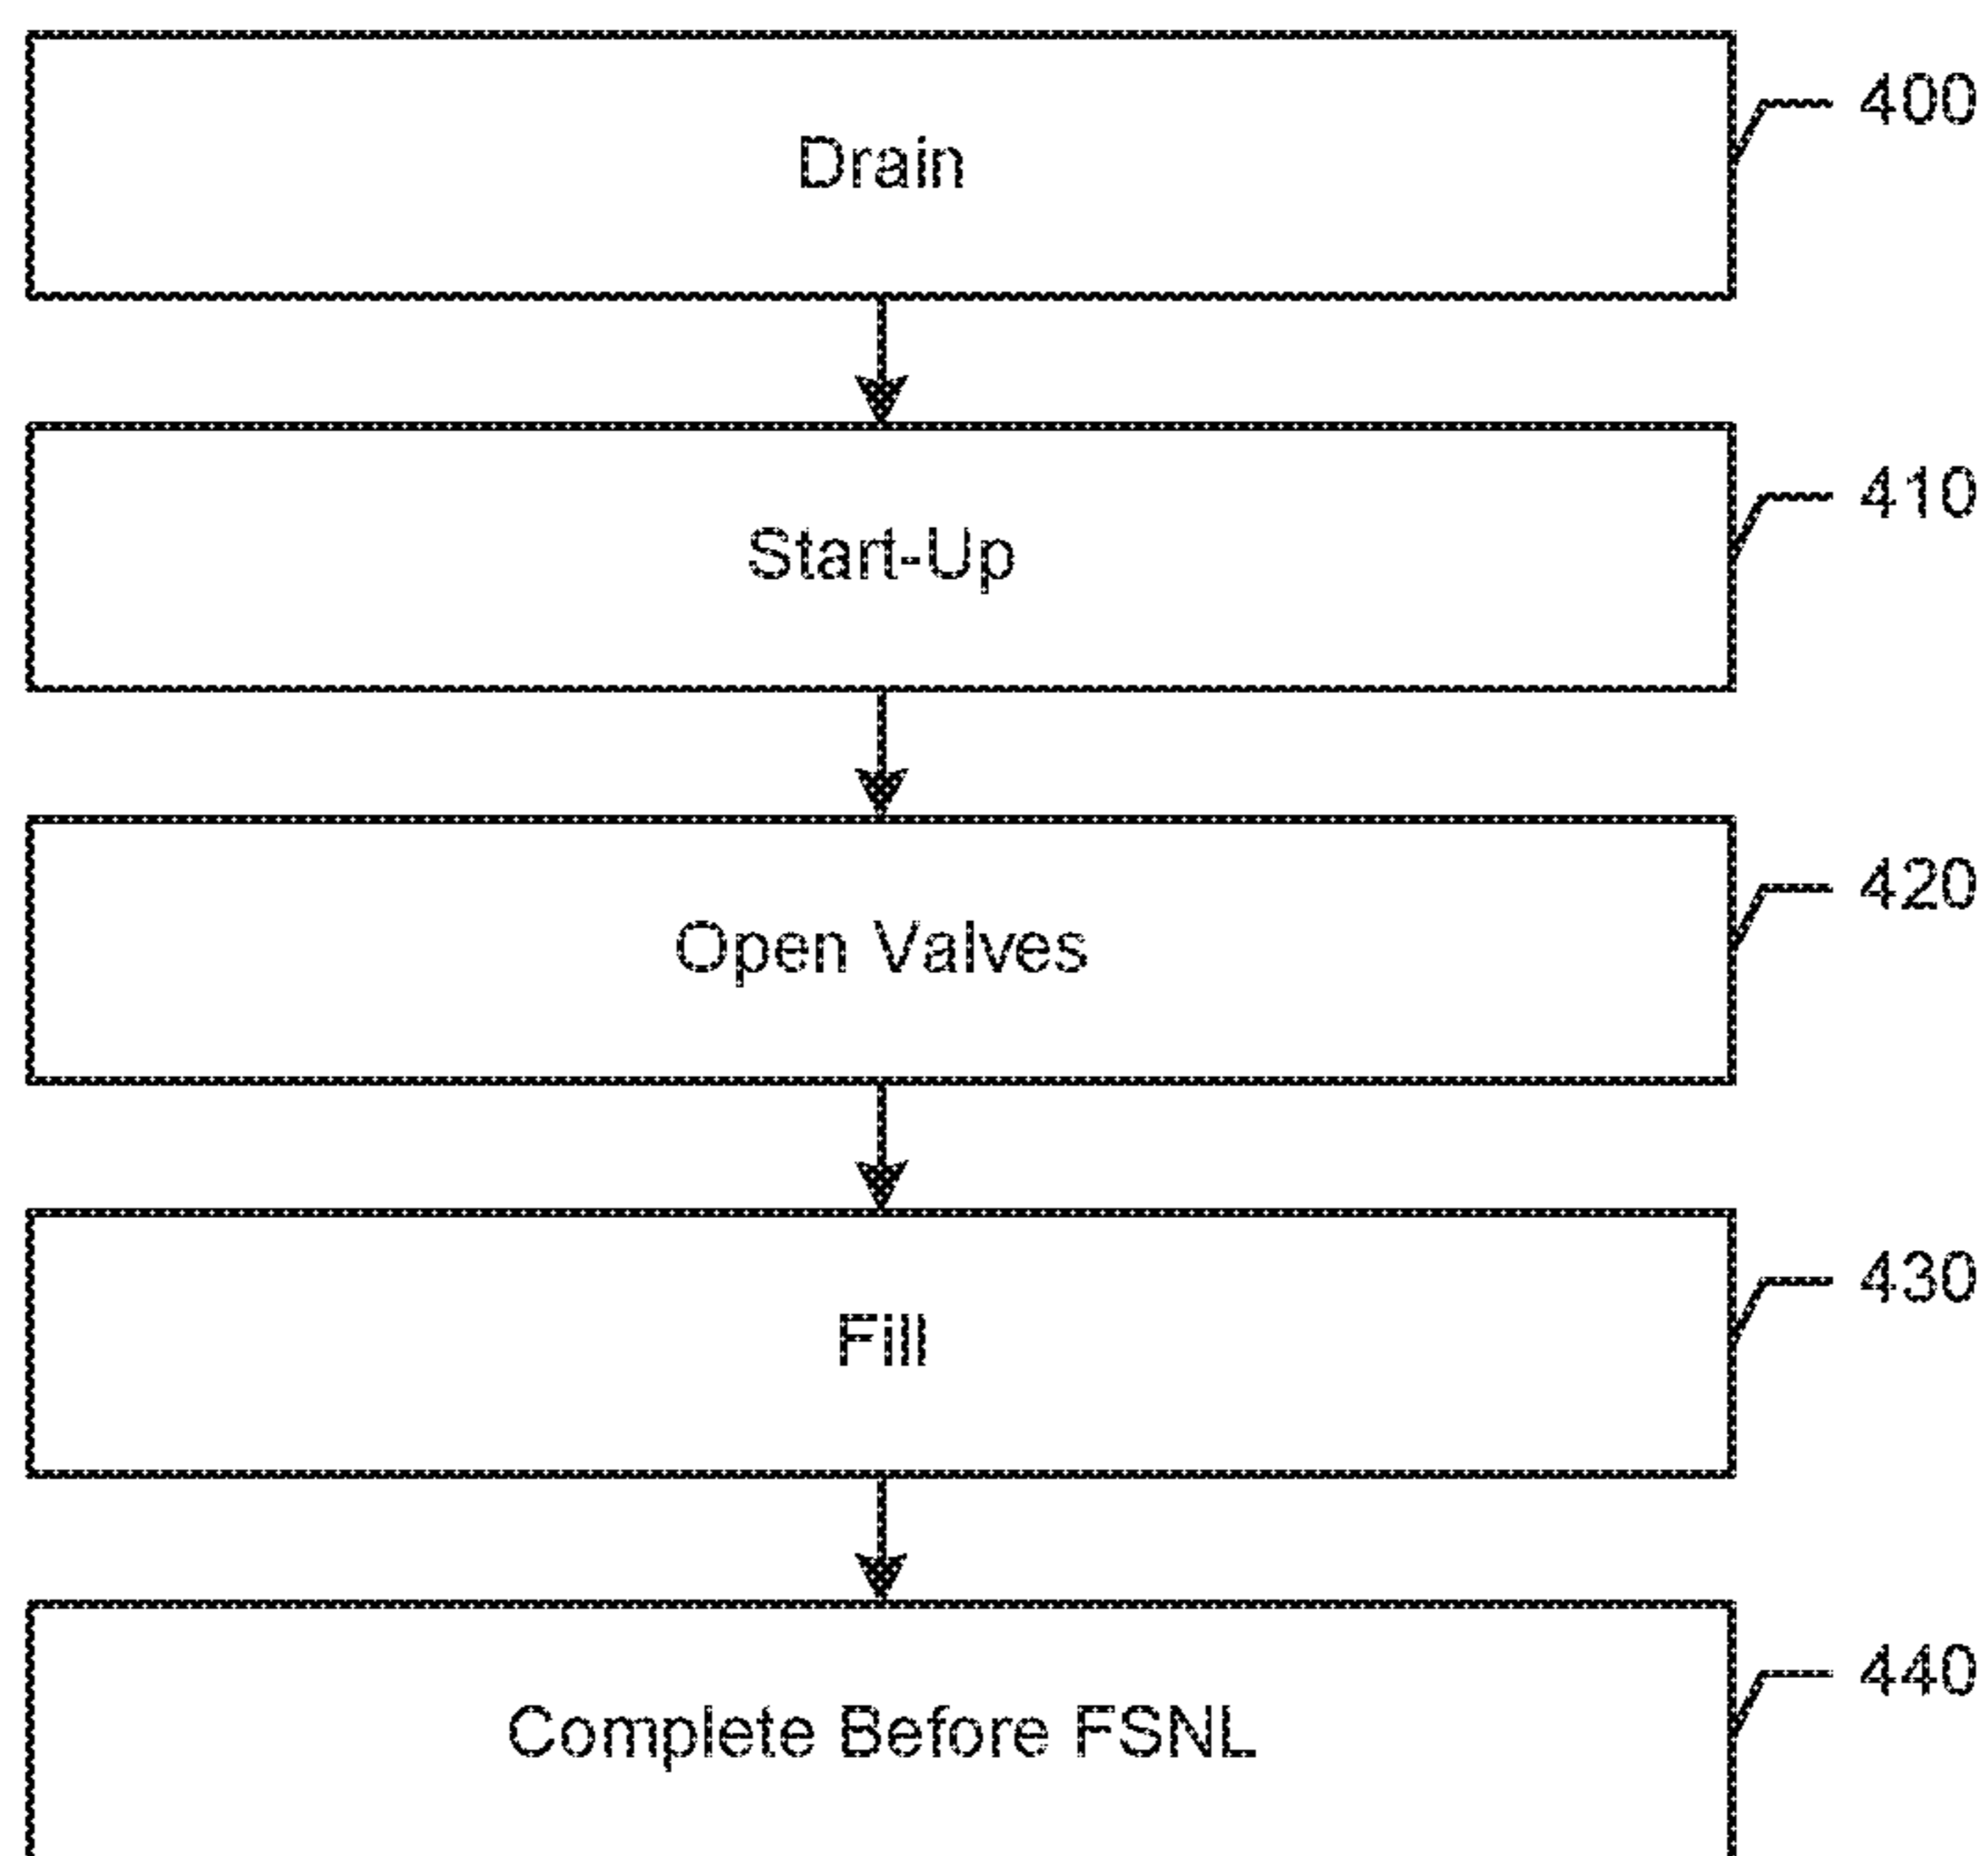 Drain
400
Start-Up
410
Open Valves
420
Fill
430
Complete Before FSNL
440